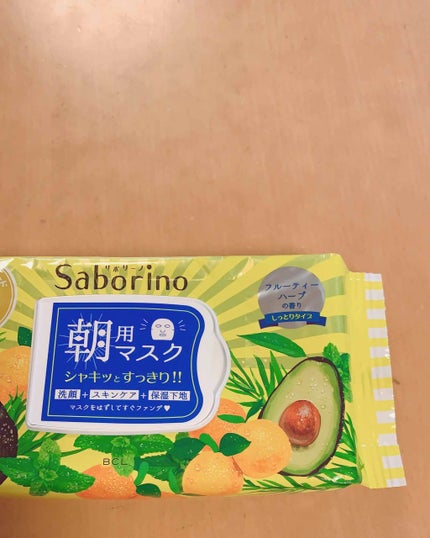 サボリーノ
Saborino
フルーティー
ハーブ
の香り
しっとりタイプ
朝用マスク
シャキッとすっきり!!
洗顔+スキンケア+保湿下地
マスクをはずしてすぐファンデ♥
BCL